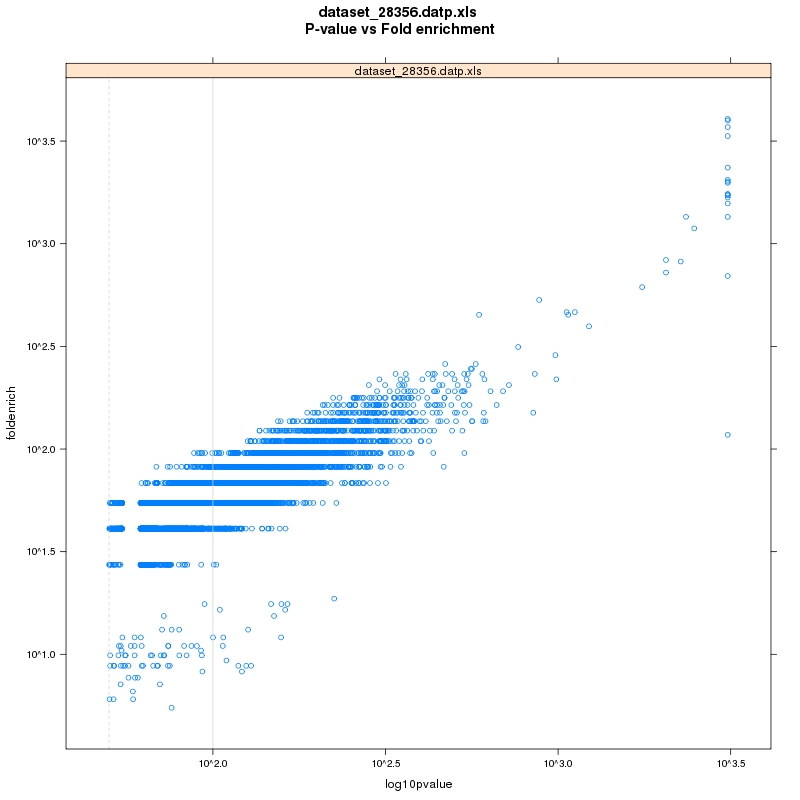 dataset_28356.datp.xls
P-value vs Fold enrichment
dataset_28356.datp.xls
10^3.5
10^3.0
10^2.5
10^2.0
10^1.5
10^1.0
foldenrich
10^2.0
10^2.5
10^3.0
10^3.5
log10pvalue